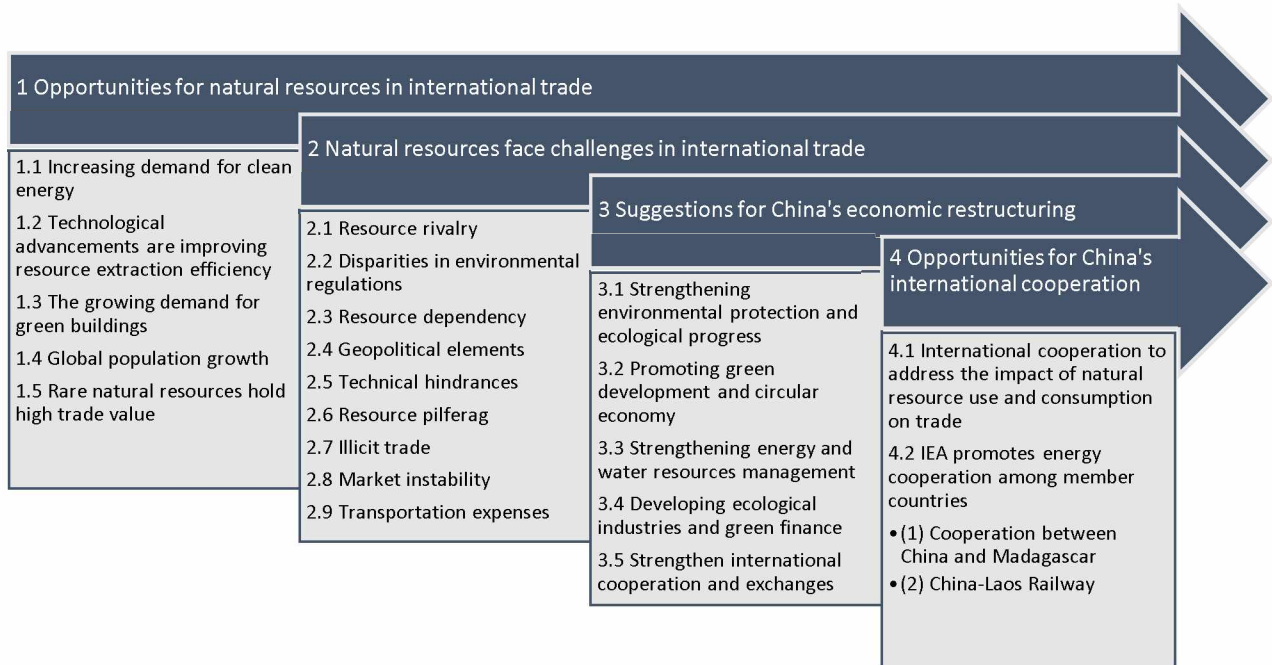 1 Opportunities for natural resources in international trade
1.1 Increasing demand for clean
energy
1.2 Technological
advancements are improving
resource extraction efficiency
1.3 The growing demand for
green buildings
1.4 Global population growth
1.5 Rare natural resources hold
high trade value
2 Natural resources face challenges in international trade
2.1 Resource rivalry
2.2 Disparities in environmental
regulations
2.3 Resource dependency
2.4 Geopolitical elements
2.5 Technical hindrances
2.6 Resource pilferag
2.7 Illicit trade
2.8 Market instability
2.9 Transportation expenses
3 Suggestions for China's economic restructuring
3.1 Strengthening
environmental protection and
ecological progress
3.2 Promoting green
development and circular
economy
3.3 Strengthening energy and
water resources management
3.4 Developing ecological
industries and green finance
3.5 Strengthen international
cooperation and exchanges
4 Opportunities for China's
international cooperation
4.1 International cooperation to
address the impact of natural
resource use and consumption
on trade
4.2 IEA promotes energy
cooperation among member
countries
•(1) Cooperation between
China and Madagascar
•(2) China-Laos Railway